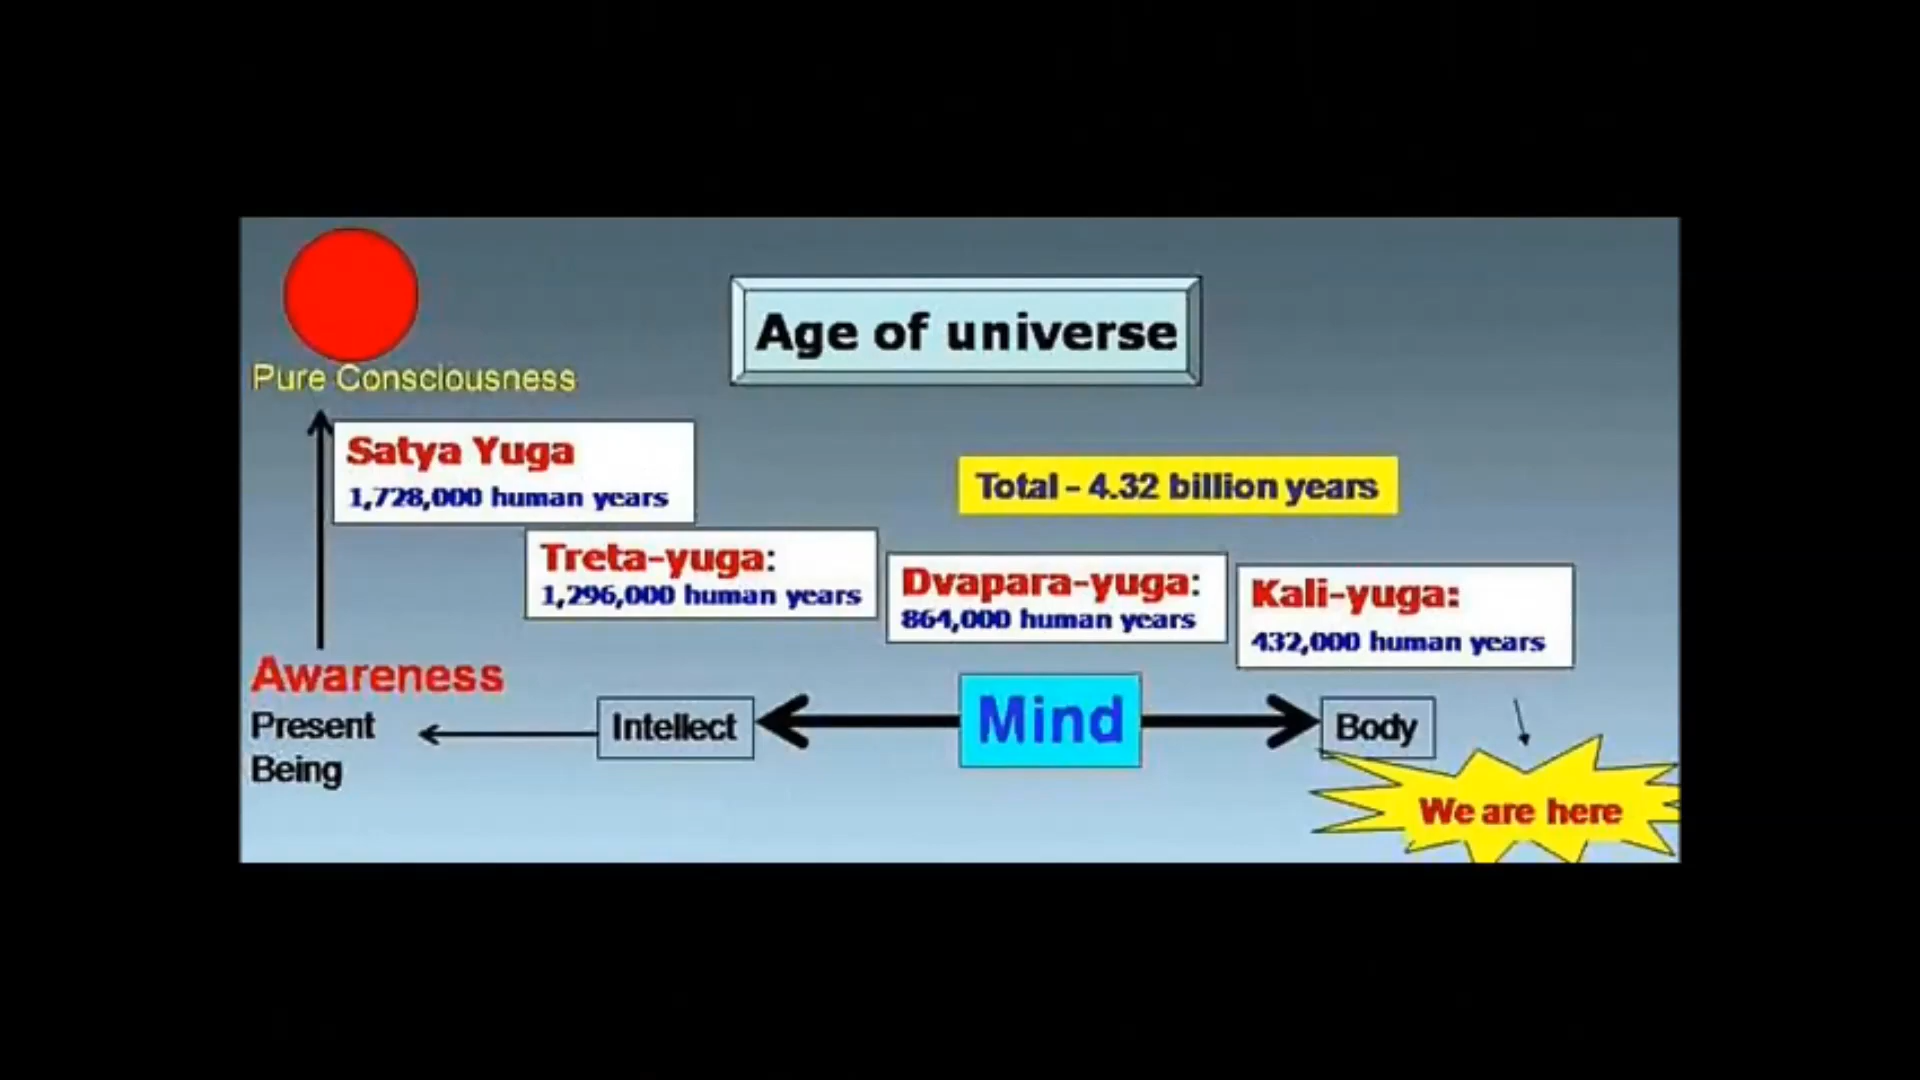 Age of universe
Pure Consciousness
Satya Yuga
1,728,000 human years
Total - 4.32 billion years
Treta-yuga:
1,296,000 human years
Dvapara-yuga:
864,000 human years
Kali-yuga:
432,000 human years
Awareness
Present
Being
Intellect
Mind
Body
We are here